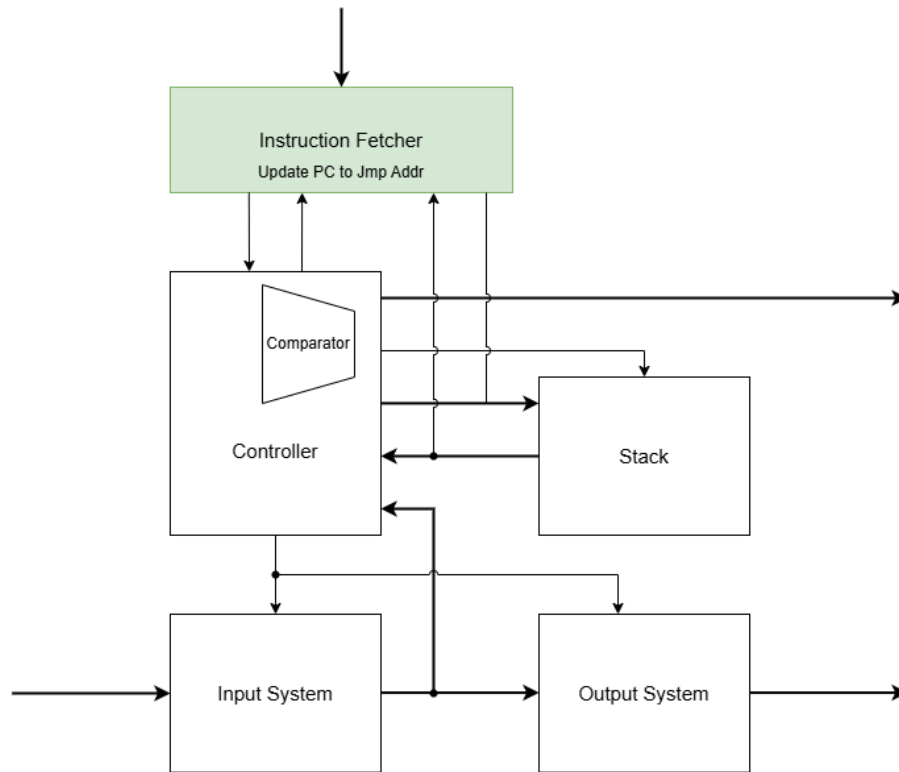 Instruction Fetcher
Update PC to Jmp Addr
Comparator
Controller
Stack
Input System
Output System